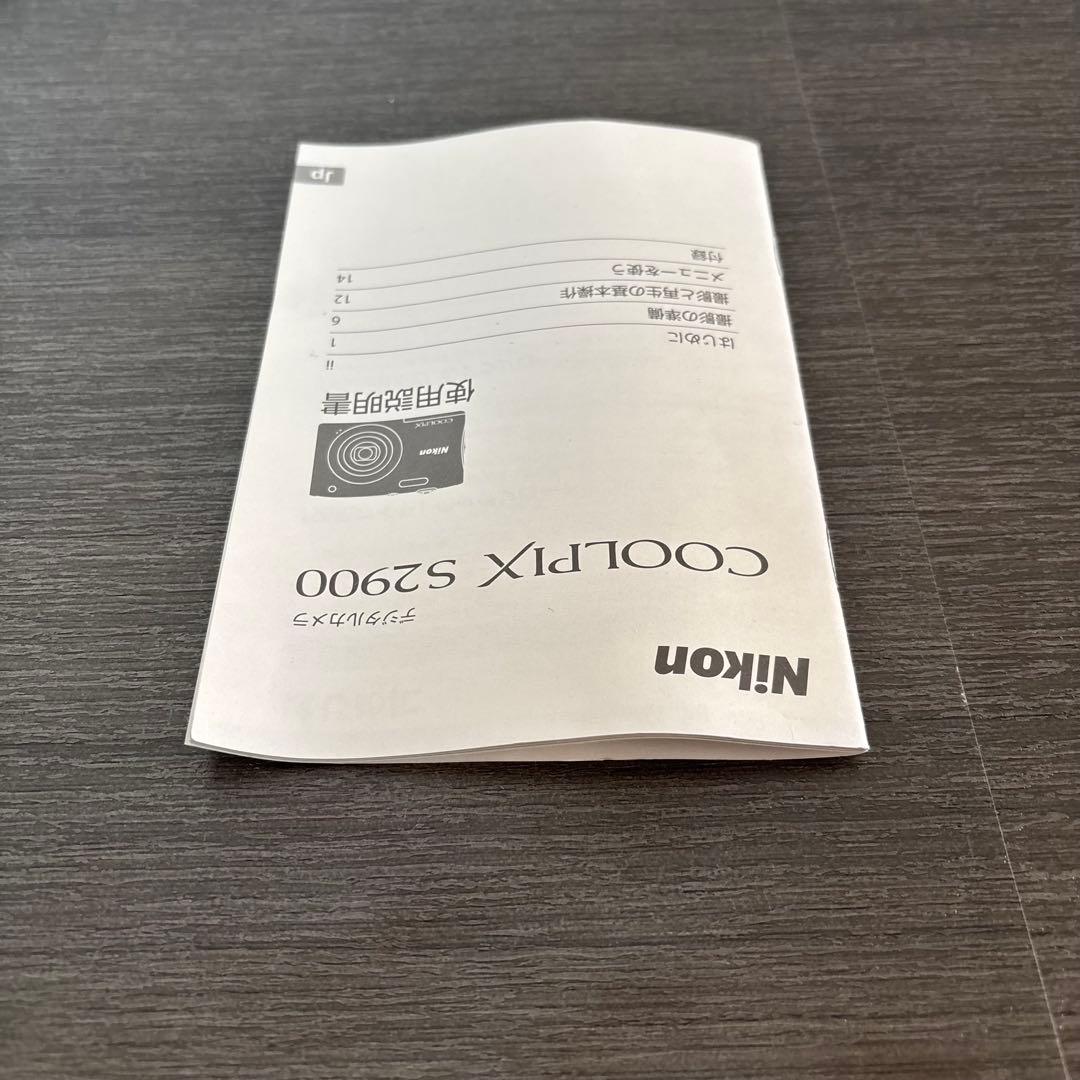 Nikon
デジタルカメラ
COOLPIX S2900
Nikon
COOLPIX
使用説明書
はじめに ii
撮影の準備 1
撮影と再生の基本操作 6
メニューを使う 12
付録 14
Jp